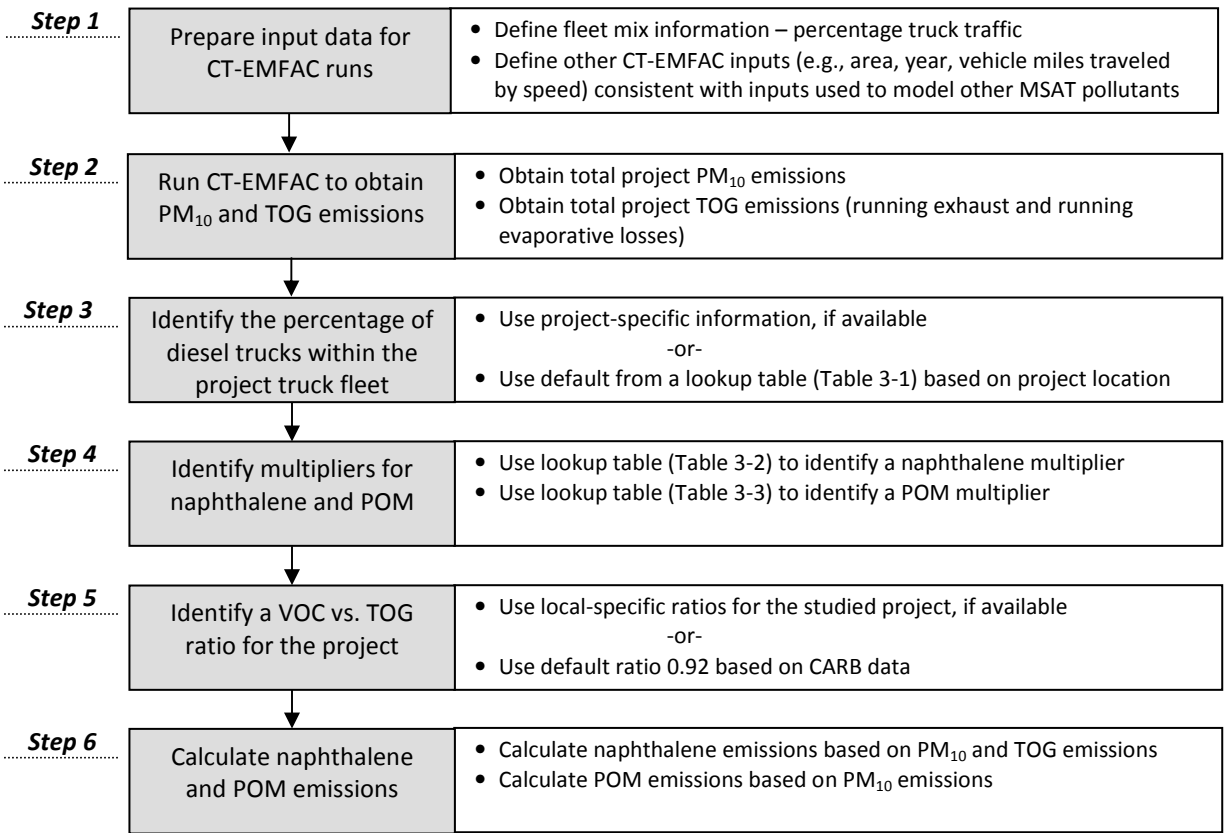 Step 1
Prepare input data for
CT-EMFAC runs
• Define fleet mix information – percentage truck traffic
• Define other CT-EMFAC inputs (e.g., area, year, vehicle miles traveled
by speed) consistent with inputs used to model other MSAT pollutants
Step 2
Run CT-EMFAC to obtain
PM₁₀ and TOG emissions
• Obtain total project PM₁₀ emissions
• Obtain total project TOG emissions (running exhaust and running
evaporative losses)
Step 3
Identify the percentage of
diesel trucks within the
project truck fleet
• Use project-specific information, if available
-or-
• Use default from a lookup table (Table 3-1) based on project location
Step 4
Identify multipliers for
naphthalene and POM
• Use lookup table (Table 3-2) to identify a naphthalene multiplier
• Use lookup table (Table 3-3) to identify a POM multiplier
Step 5
Identify a VOC vs. TOG
ratio for the project
• Use local-specific ratios for the studied project, if available
-or-
• Use default ratio 0.92 based on CARB data
Step 6
Calculate naphthalene
and POM emissions
• Calculate naphthalene emissions based on PM₁₀ and TOG emissions
• Calculate POM emissions based on PM₁₀ emissions